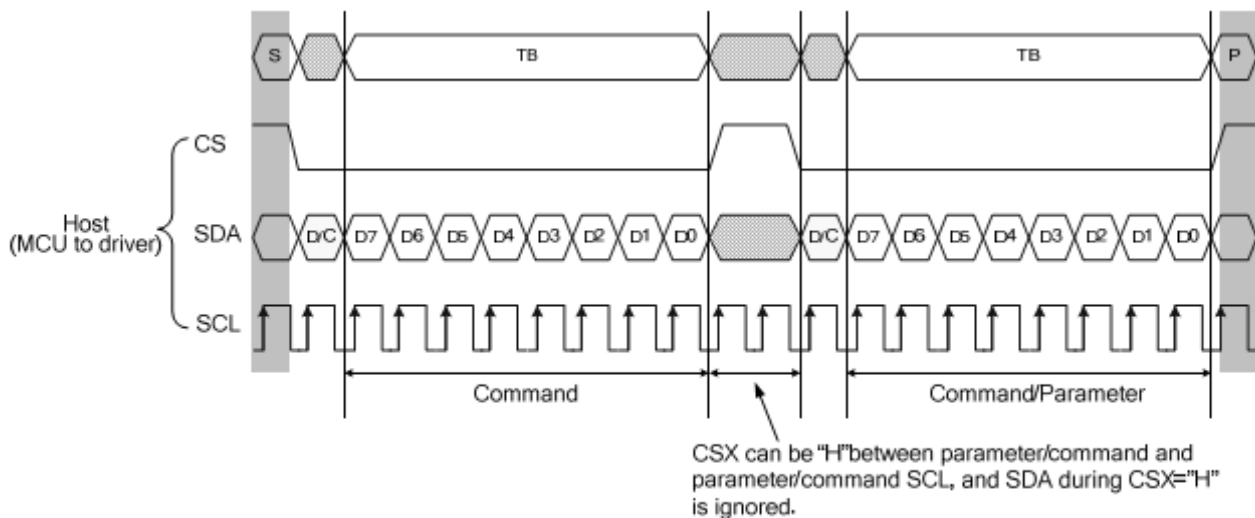 S TB TB P
CS
Host
(MCU to driver)
SDA D/C D7 D6 D5 D4 D3 D2 D1 D0 D/C D7 D6 D5 D4 D3 D2 D1 D0
SCL
Command Command/Parameter
CSX can be "H"between parameter/command and
parameter/command SCL, and SDA during CSX="H"
is ignored.